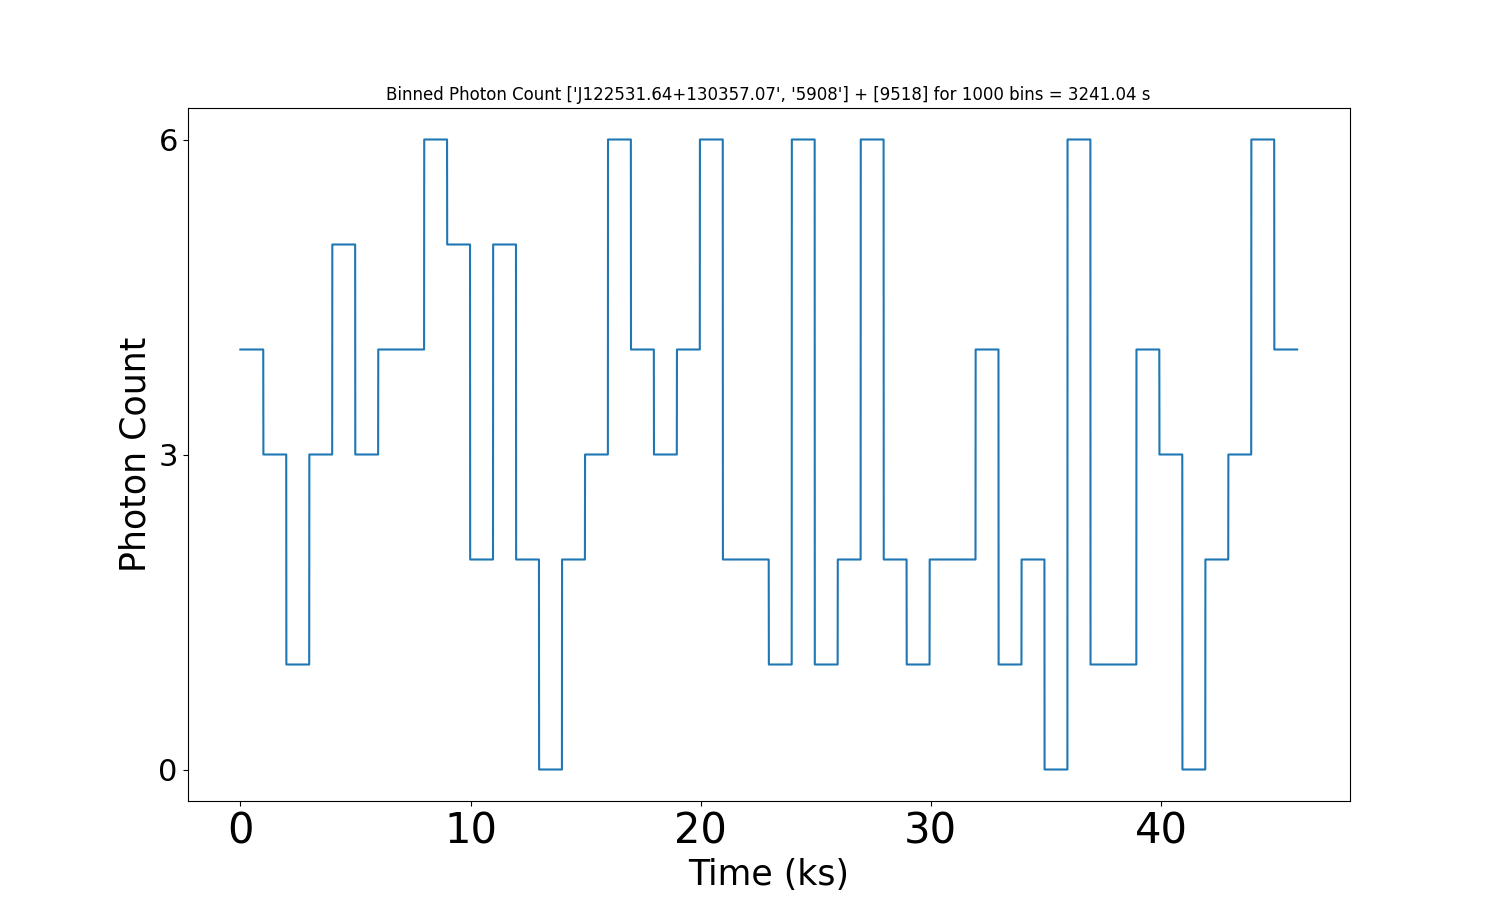 Binned Photon Count ['J122531.64+130357.07', '5908'] + [9518] for 1000 bins = 3241.04 s
6
3
0
Photon Count
0 10 20 30 40
Time (ks)